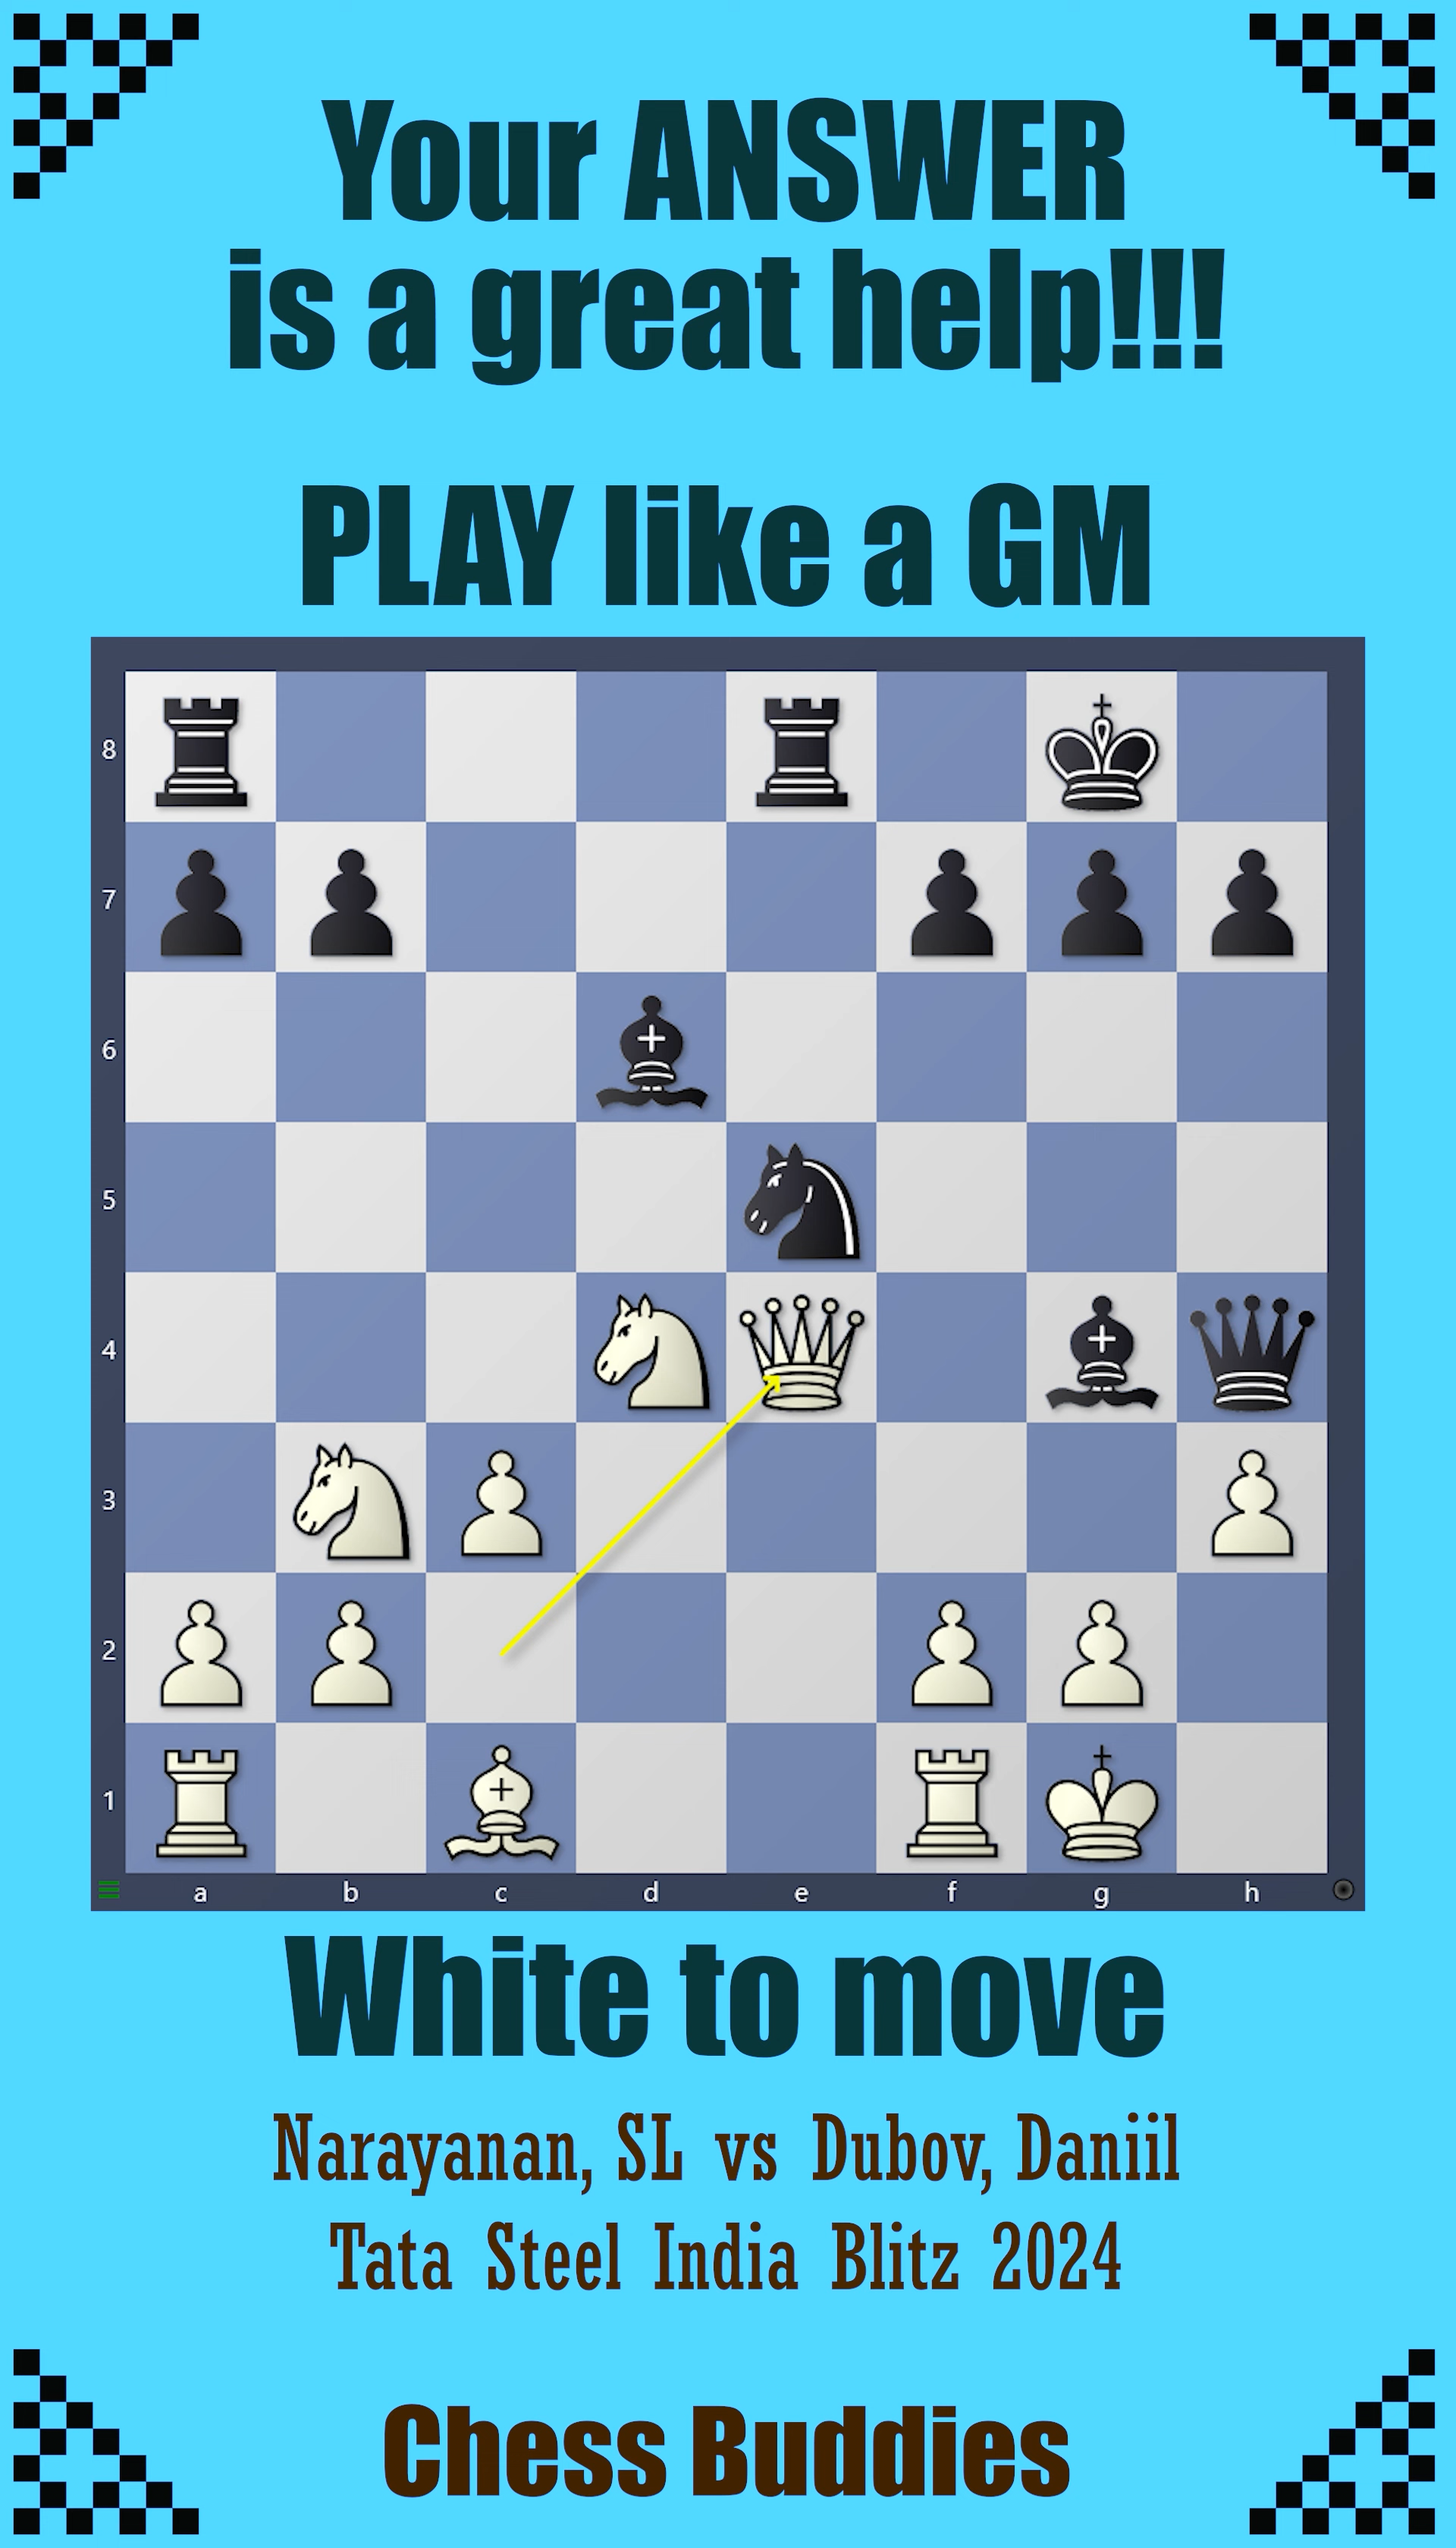 Your ANSWER
is a great help!!!
PLAY like a GM
8
7
6
5
4
3
2
1
a b c d e f g h
White to move
Narayanan, SL vs Dubov, Daniil
Tata Steel India Blitz 2024
Chess Buddies